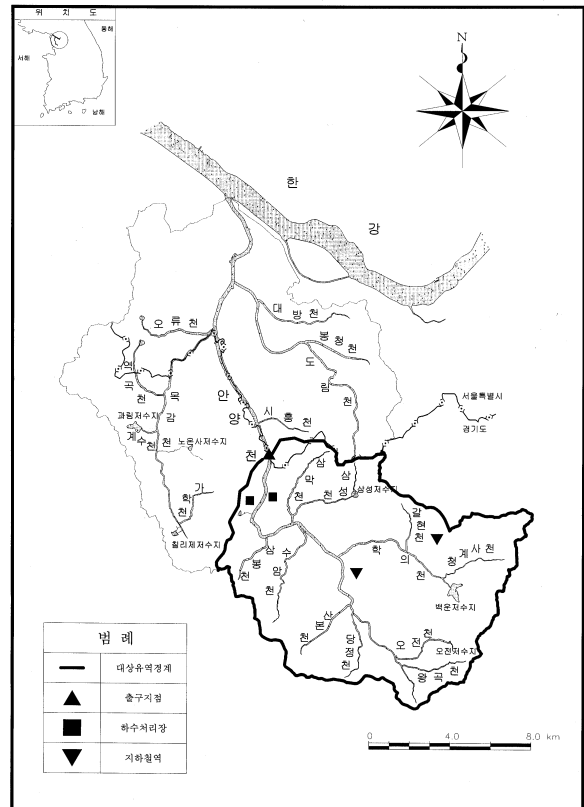 위 치 도
동해
서해
남해
N
한
강
대방천
오류천
봉청천
도림천
역곡천
목감천
안양천
시흥천
서울특별시
경기도
과림저수지
계수천
노온사저수지
가학천
칠리제저수지
삼막천
삼성천
삼성저수지
갈현천
학의천
청계사천
백운저수지
삼봉천
수암천
산본천
당정천
오전천
오전저수지
왕곡천
범 례
대상유역경계
출구지점
하수처리장
지하철역
0 4.0 8.0 km